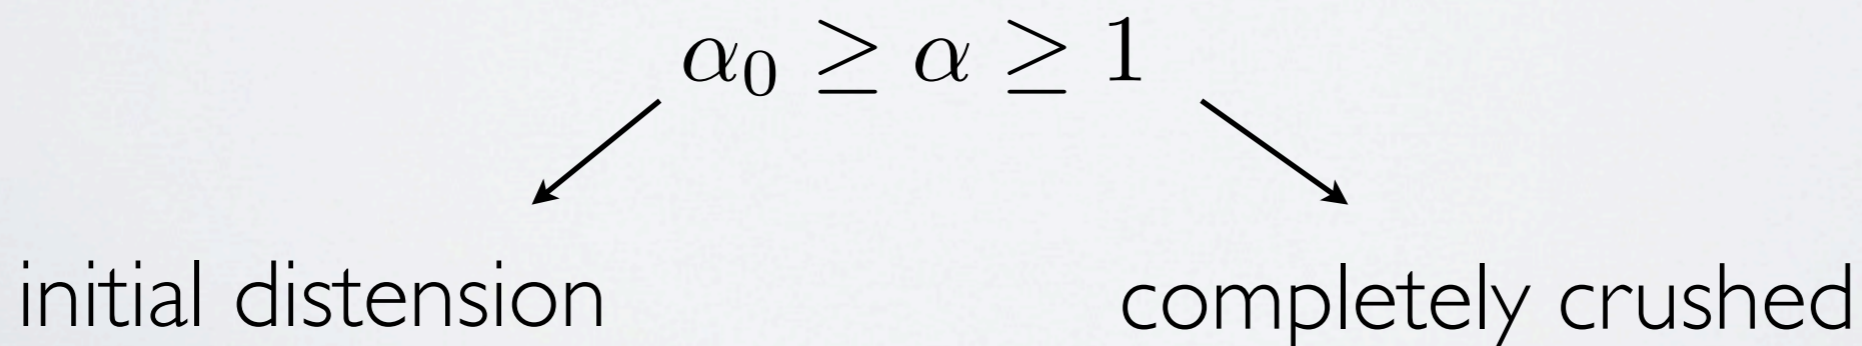 α₀ ≥ α ≥ 1
initial distension completely crushed